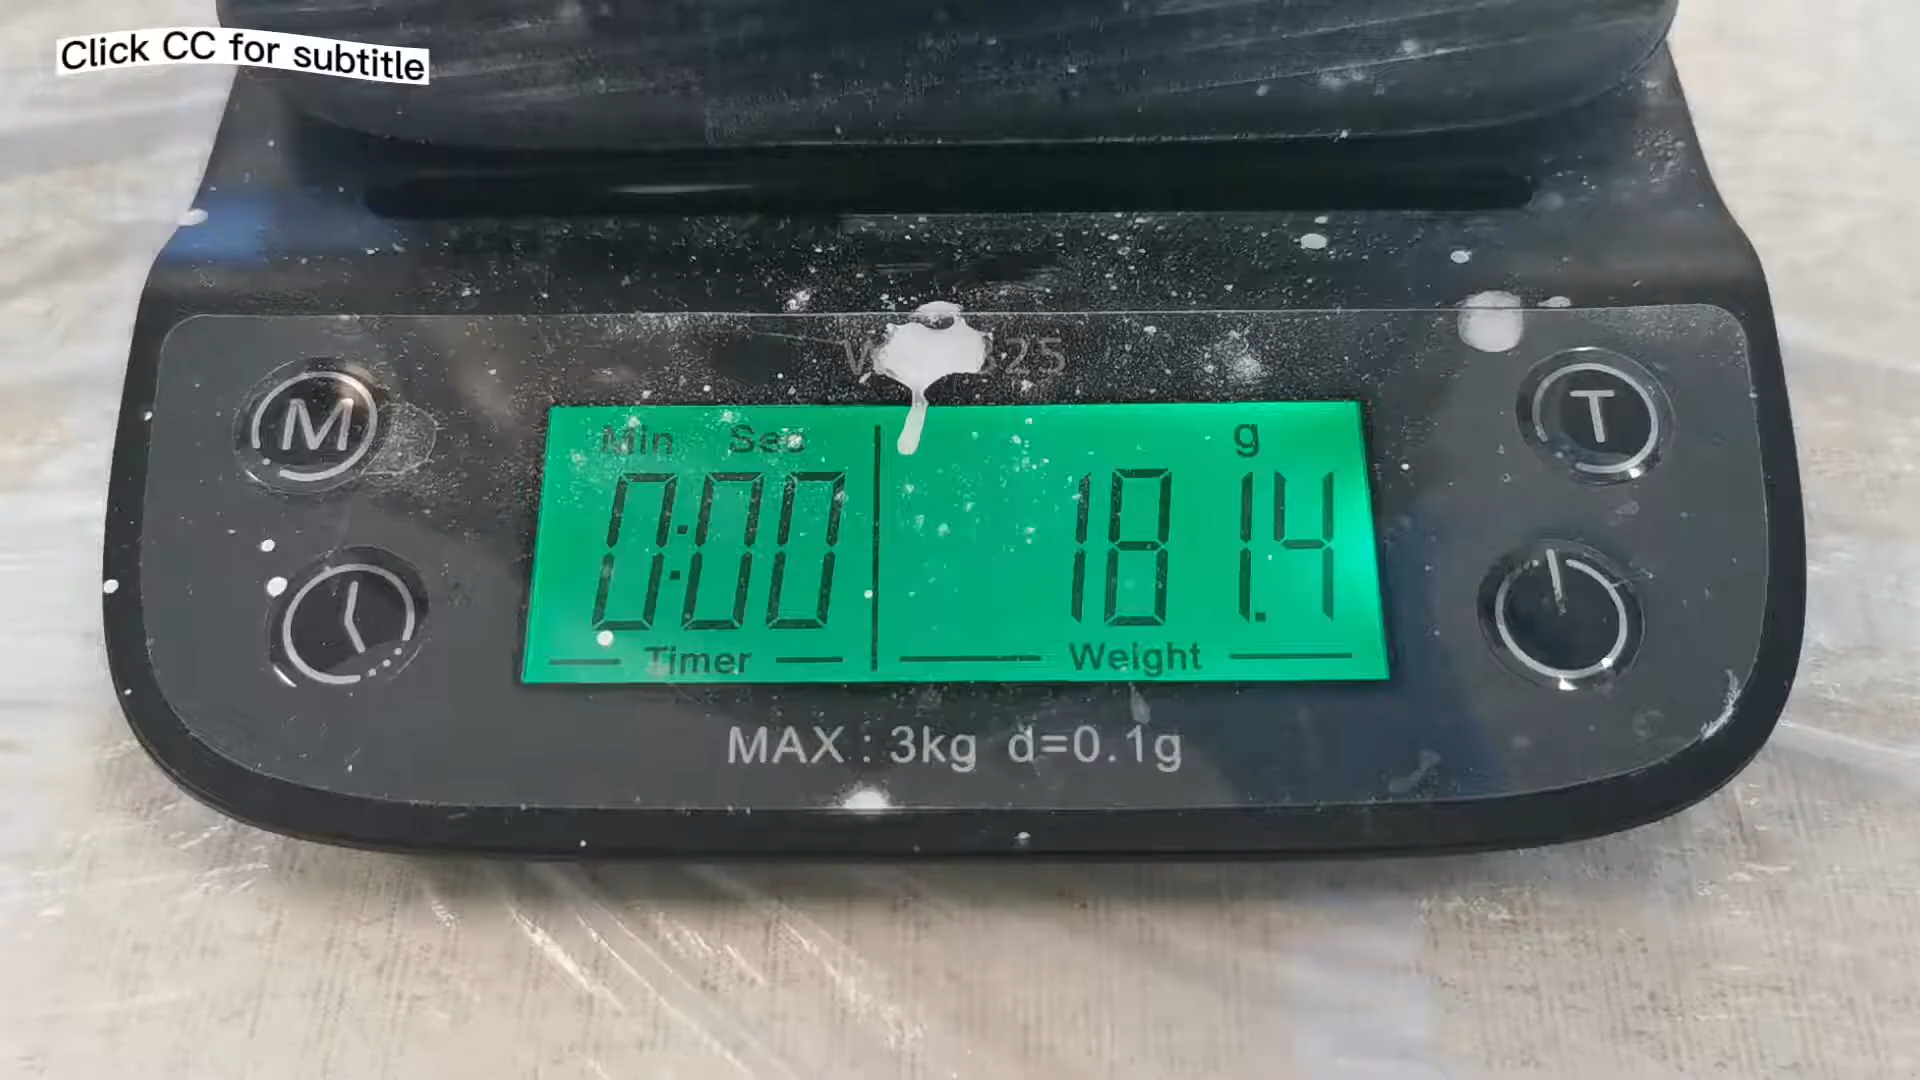 Click CC for subtitle
M
T
Min Sec
g
0:00
181.4
Timer
Weight
MAX : 3kg d=0.1g